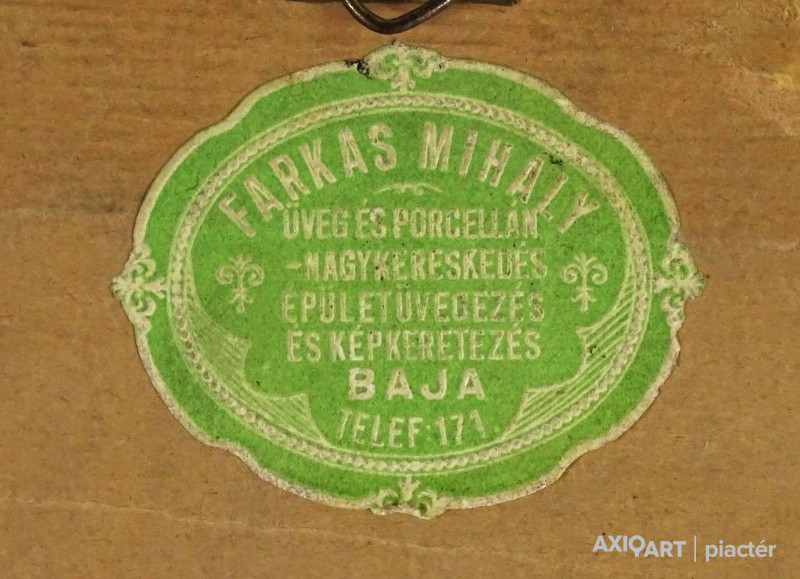 FARKAS MIHÁLY
ÜVEG ÉS PORCELLÁN
-NAGYKERESKEDÉS
ÉPÜLETÜVEGEZÉS
ÉS KÉPKERETEZÉS
BAJA
TELEF: 171.
AXIOART | piactér